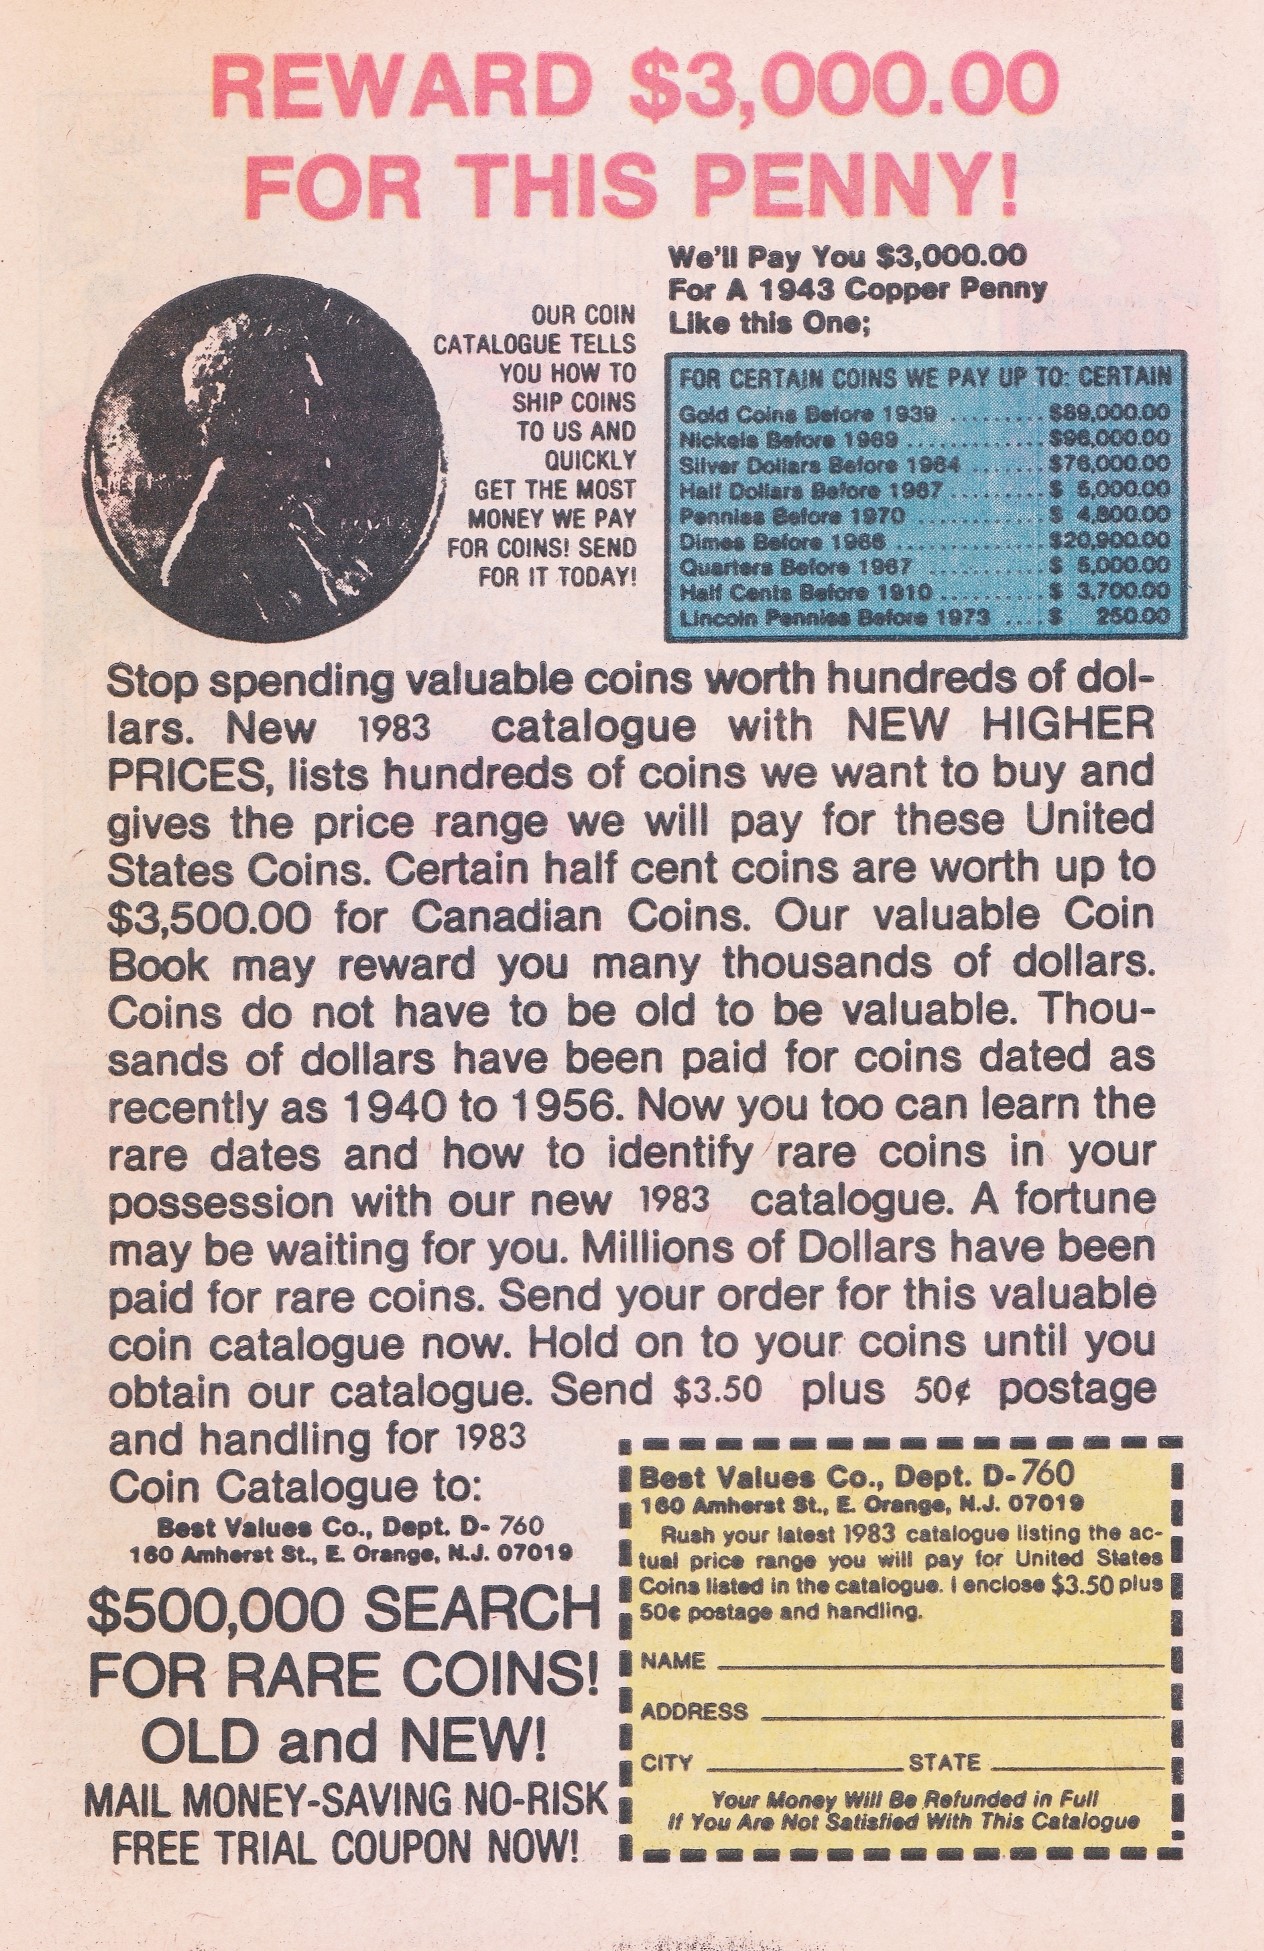 REWARD $3,000.00
FOR THIS PENNY!
We'll Pay You $3,000.00
For A 1943 Copper Penny
Like this One;
OUR COIN
CATALOGUE TELLS
YOU HOW TO
SHIP COINS
TO US AND
QUICKLY
GET THE MOST
MONEY WE PAY
FOR COINS! SEND
FOR IT TODAY!
FOR CERTAIN COINS WE PAY UP TO: CERTAIN
Gold Coins Before 1939 .......... $89,000.00
Nickels Before 1969 ............... $96,000.00
Silver Dollars Before 1964 ....... $76,000.00
Half Dollars Before 1967 .......... $ 5,000.00
Pennies Before 1970 .............. $ 4,800.00
Dimes Before 1966 ................ $20,900.00
Quarters Before 1967 ............ $ 5,000.00
Half Cents Before 1910 ........... $ 3,700.00
Lincoln Pennies Before 1973 .... $ 250.00
Stop spending valuable coins worth hundreds of dol-
lars. New 1983 catalogue with NEW HIGHER
PRICES, lists hundreds of coins we want to buy and
gives the price range we will pay for these United
States Coins. Certain half cent coins are worth up to
$3,500.00 for Canadian Coins. Our valuable Coin
Book may reward you many thousands of dollars.
Coins do not have to be old to be valuable. Thou-
sands of dollars have been paid for coins dated as
recently as 1940 to 1956. Now you too can learn the
rare dates and how to identify rare coins in your
possession with our new 1983 catalogue. A fortune
may be waiting for you. Millions of Dollars have been
paid for rare coins. Send your order for this valuable
coin catalogue now. Hold on to your coins until you
obtain our catalogue. Send $3.50 plus 50¢ postage
and handling for 1983
Coin Catalogue to:
Best Values Co., Dept. D- 760
160 Amherst St., E. Orange, N.J. 07019
$500,000 SEARCH
FOR RARE COINS!
OLD and NEW!
MAIL MONEY-SAVING NO-RISK
FREE TRIAL COUPON NOW!
Best Values Co., Dept. D-760
160 Amherst St., E. Orange, N.J. 07019
Rush your latest 1983 catalogue listing the ac-
tual price range you will pay for United States
Coins listed in the catalogue. I enclose $3.50 plus
50¢ postage and handling.
NAME
ADDRESS
CITY STATE
Your Money Will Be Refunded in Full
If You Are Not Satisfied With This Catalogue